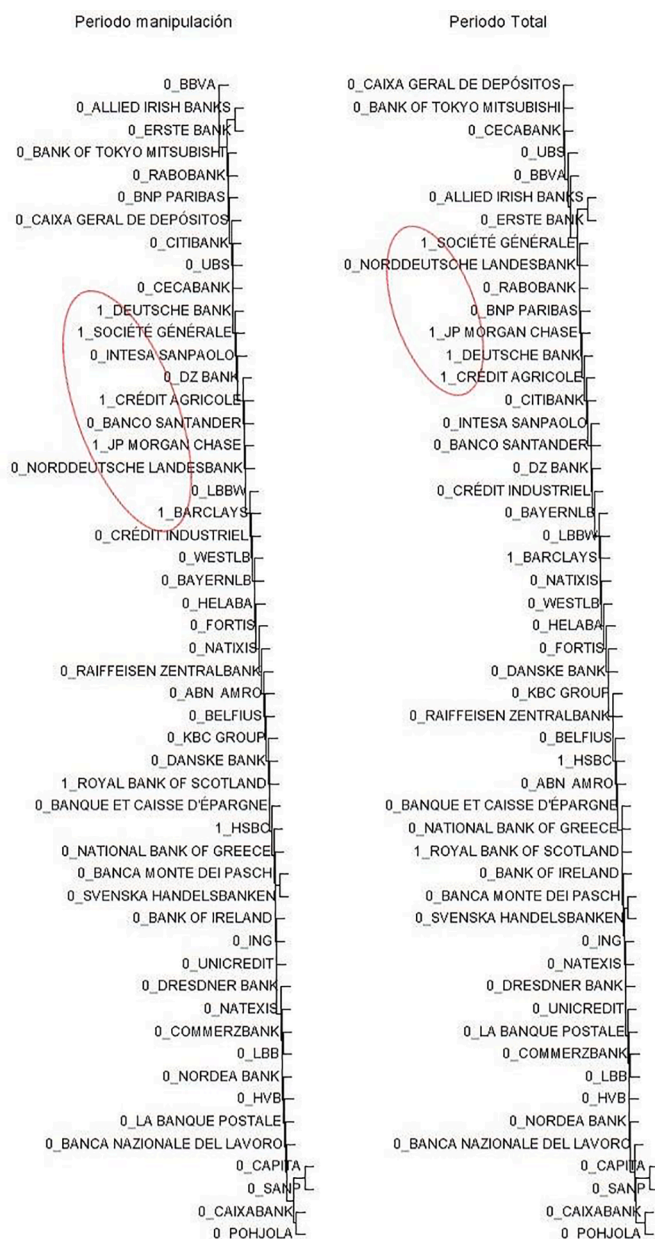 Periodo manipulación
0_BBVA
0_ALLIED IRISH BANKS
0_ERSTE BANK
0_BANK OF TOKYO MITSUBISHI
0_RABOBANK
0_BNP PARIBAS
0_CAIXA GERAL DE DEPÓSITOS
0_CITIBANK
0_UBS
0_CECABANK
1_DEUTSCHE BANK
1_SOCIÉTÉ GÉNÉRALE
0_INTESA SANPAOLO
0_DZ BANK
1_CRÉDIT AGRICOLE
0_BANCO SANTANDER
1_JP MORGAN CHASE
0_NORDDEUTSCHE LANDESBANK
0_LBBW
1_BARCLAYS
0_CRÉDIT INDUSTRIEL
0_WESTLB
0_BAYERNLB
0_HELABA
0_FORTIS
0_NATIXIS
0_RAIFFEISEN ZENTRALBANK
0_ABN AMRO
0_BELFIUS
0_KBC GROUP
0_DANSKE BANK
1_ROYAL BANK OF SCOTLAND
0_BANQUE ET CAISSE D'ÉPARGNE
1_HSBC
0_NATIONAL BANK OF GREECE
0_BANCA MONTE DEI PASCH
0_SVENSKA HANDELSBANKEN
0_BANK OF IRELAND
0_ING
0_UNICREDIT
0_DRESDNER BANK
0_NATEXIS
0_COMMERZBANK
0_LBB
0_NORDEA BANK
0_HVB
0_LA BANQUE POSTALE
0_BANCA NAZIONALE DEL LAVORO
0_CAPITA
0_SANP
0_CAIXABANK
0_POHJOLA
Periodo Total
0_CAIXA GERAL DE DEPÓSITOS
0_BANK OF TOKYO MITSUBISHI
0_CECABANK
0_UBS
0_BBVA
0_ALLIED IRISH BANKS
0_ERSTE BANK
1_SOCIÉTÉ GÉNÉRALE
0_NORDDEUTSCHE LANDESBANK
0_RABOBANK
0_BNP PARIBAS
1_JP MORGAN CHASE
1_DEUTSCHE BANK
1_CRÉDIT AGRICOLE
0_CITIBANK
0_INTESA SANPAOLO
0_BANCO SANTANDER
0_DZ BANK
0_CRÉDIT INDUSTRIEL
0_BAYERNLB
0_LBBW
1_BARCLAYS
0_NATIXIS
0_WESTLB
0_HELABA
0_FORTIS
0_DANSKE BANK
0_KBC GROUP
0_RAIFFEISEN ZENTRALBANK
0_BELFIUS
1_HSBC
0_ABN AMRO
0_BANQUE ET CAISSE D'ÉPARGNE
0_NATIONAL BANK OF GREECE
1_ROYAL BANK OF SCOTLAND
0_BANK OF IRELAND
0_BANCA MONTE DEI PASCH
0_SVENSKA HANDELSBANKEN
0_ING
0_NATEXIS
0_DRESDNER BANK
0_UNICREDIT
0_LA BANQUE POSTALE
0_COMMERZBANK
0_LBB
0_HVB
0_NORDEA BANK
0_BANCA NAZIONALE DEL LAVORO
0_CAPITA
0_SANP
0_CAIXABANK
0_POHJOLA